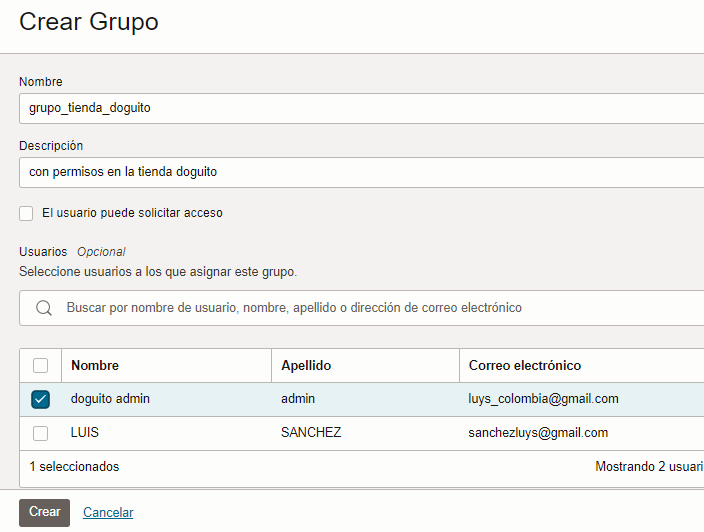 Crear Grupo
Nombre
grupo_tienda_doguito
Descripción
con permisos en la tienda doguito
El usuario puede solicitar acceso
Usuarios Opcional
Seleccione usuarios a los que asignar este grupo.
Buscar por nombre de usuario, nombre, apellido o dirección de correo electrónico
Nombre Apellido Correo electrónico
doguito admin admin luys_colombia@gmail.com
LUIS SANCHEZ sanchezluys@gmail.com
1 seleccionados Mostrando 2 usuari
Crear Cancelar